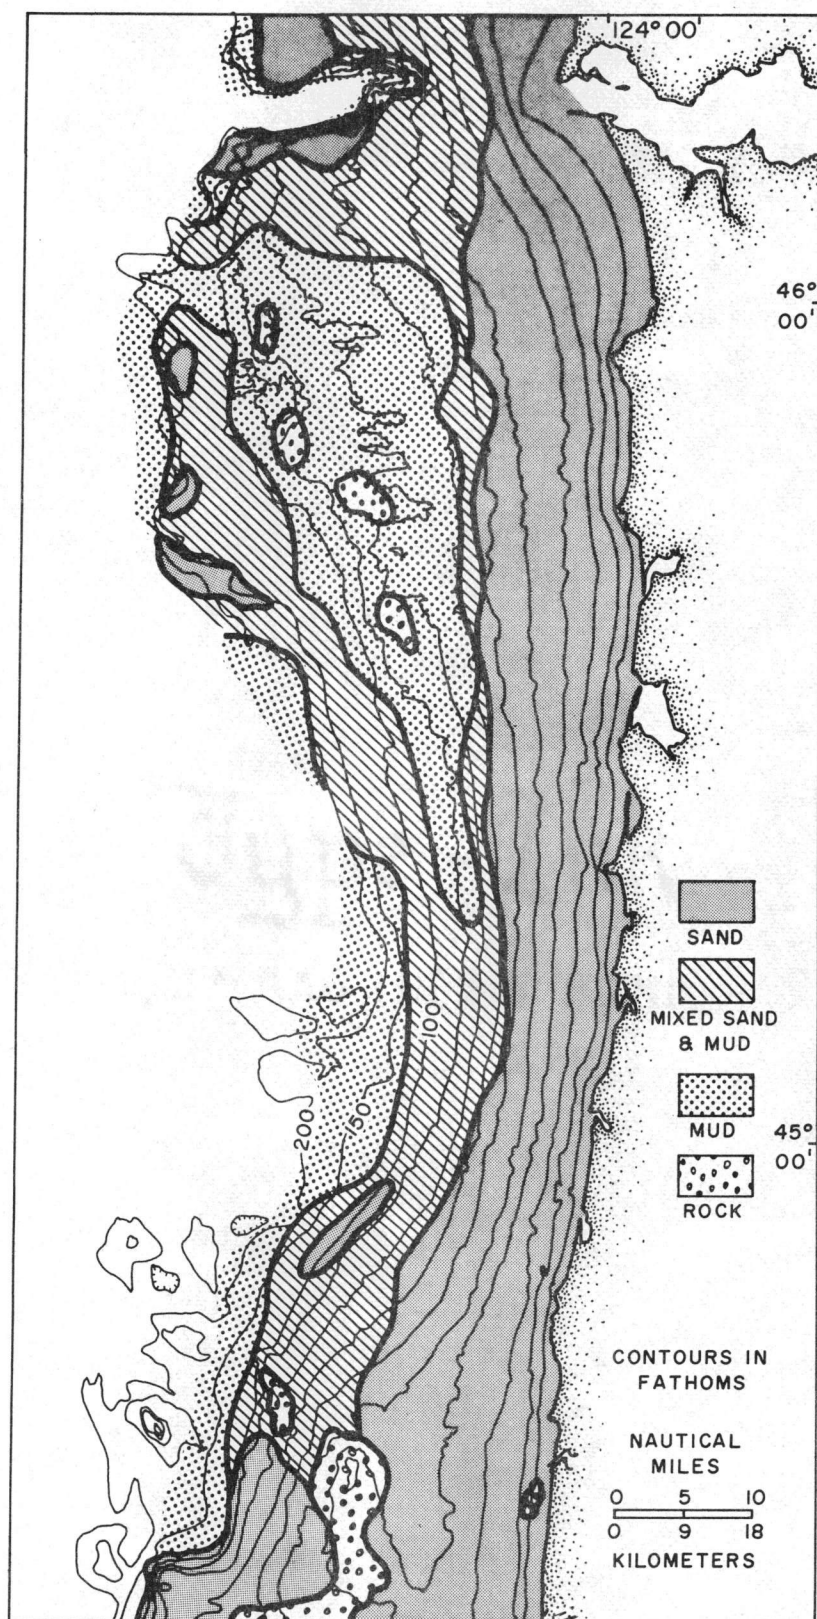 124° 00'
46°
00'
SAND
100
MIXED SAND
& MUD
200
150
MUD
45°
00'
ROCK
CONTOURS IN
FATHOMS
NAUTICAL
MILES
0 5 10
0 9 18
KILOMETERS